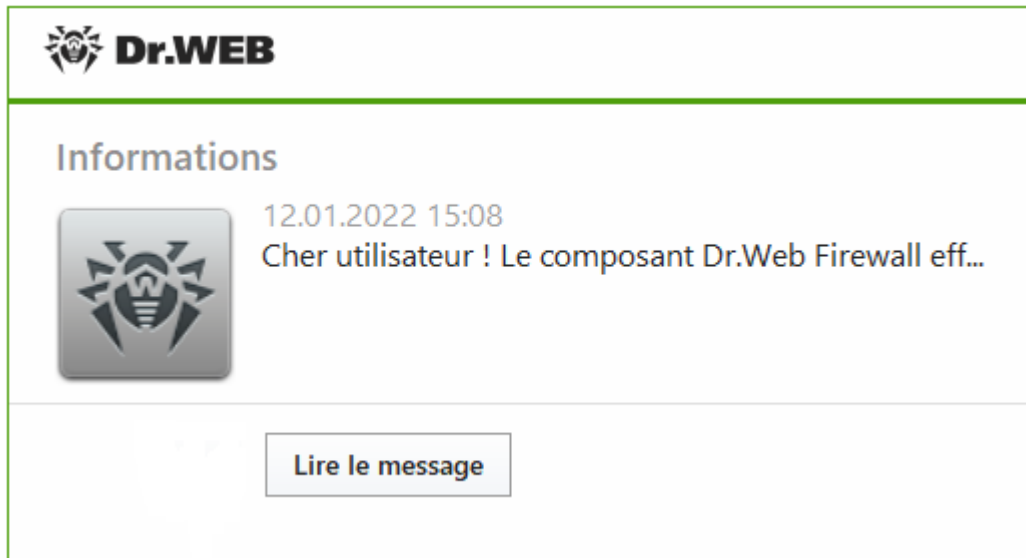 Dr.WEB
Informations
12.01.2022 15:08
Cher utilisateur ! Le composant Dr.Web Firewall eff...
Lire le message